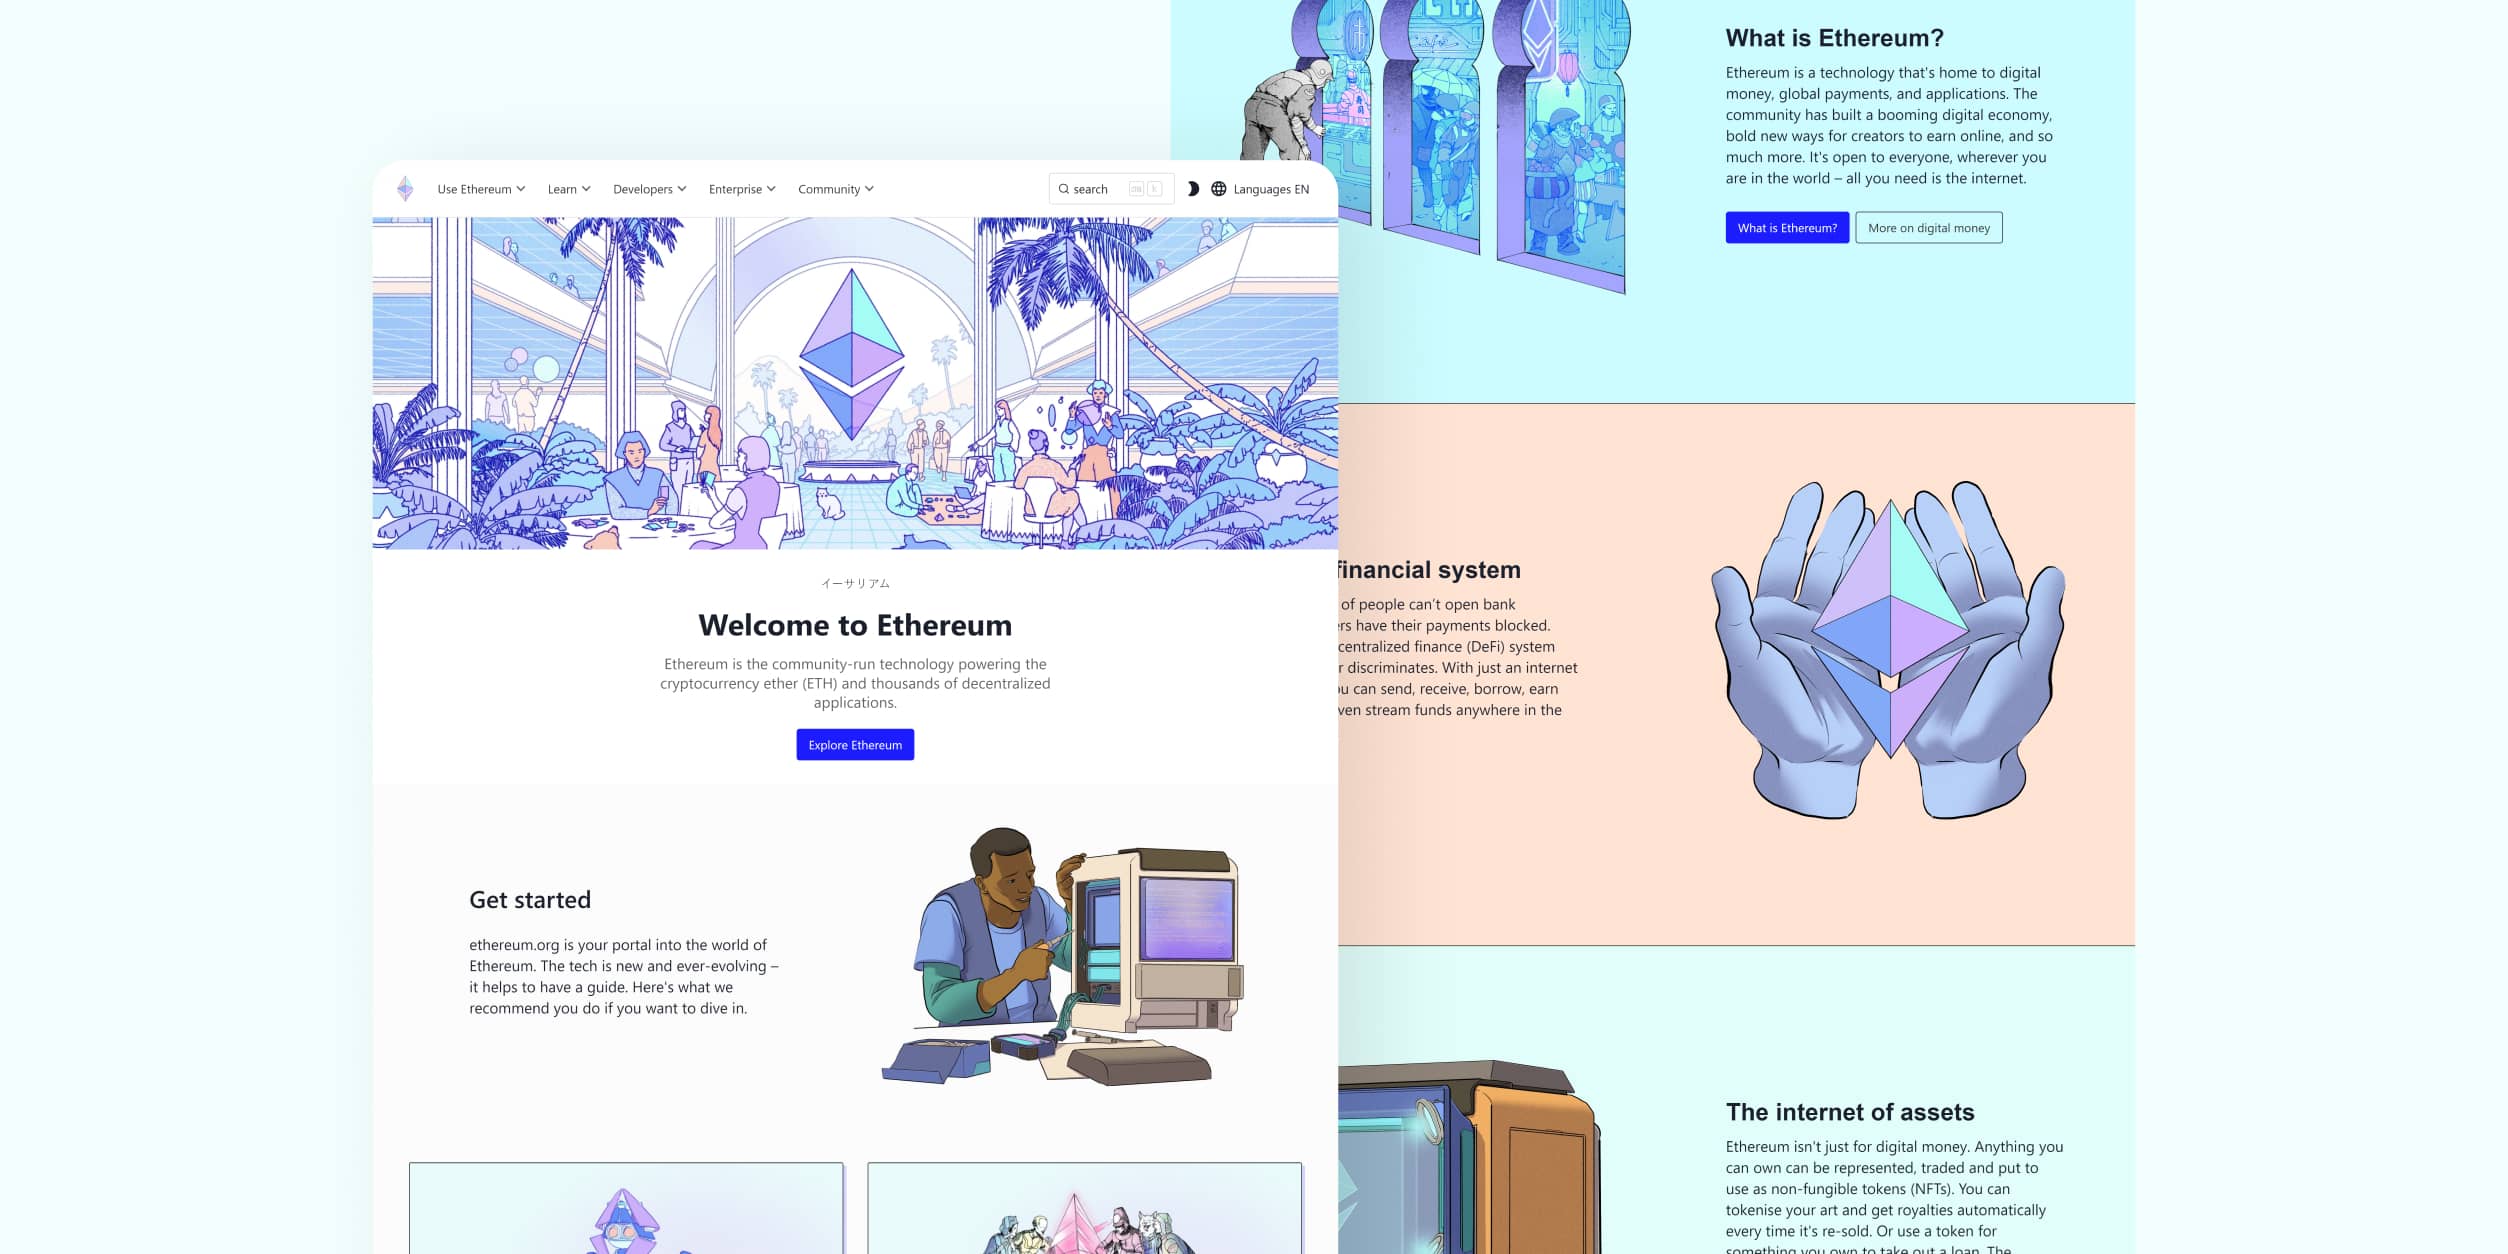 Use Ethereum
Learn
Developers
Enterprise
Community
search
k
Languages EN
イーサリアム
Welcome to Ethereum
Ethereum is the community-run technology powering the
cryptocurrency ether (ETH) and thousands of decentralized
applications.
Explore Ethereum
Get started
ethereum.org is your portal into the world of
Ethereum. The tech is new and ever-evolving –
it helps to have a guide. Here's what we
recommend you do if you want to dive in.
What is Ethereum?
Ethereum is a technology that's home to digital
money, global payments, and applications. The
community has built a booming digital economy,
bold new ways for creators to earn online, and so
much more. It's open to everyone, wherever you
are in the world – all you need is the internet.
What is Ethereum?
More on digital money
financial system
of people can't open bank
have their payments blocked.
finance (DeFi) system
discriminates. With just an internet
can send, receive, borrow, earn
stream funds anywhere in the
The internet of assets
Ethereum isn't just for digital money. Anything you
can own can be represented, traded and put to
use as non-fungible tokens (NFTs). You can
tokenise your art and get royalties automatically
every time it's re-sold. Or use a token for
something you own to take out a loan. The